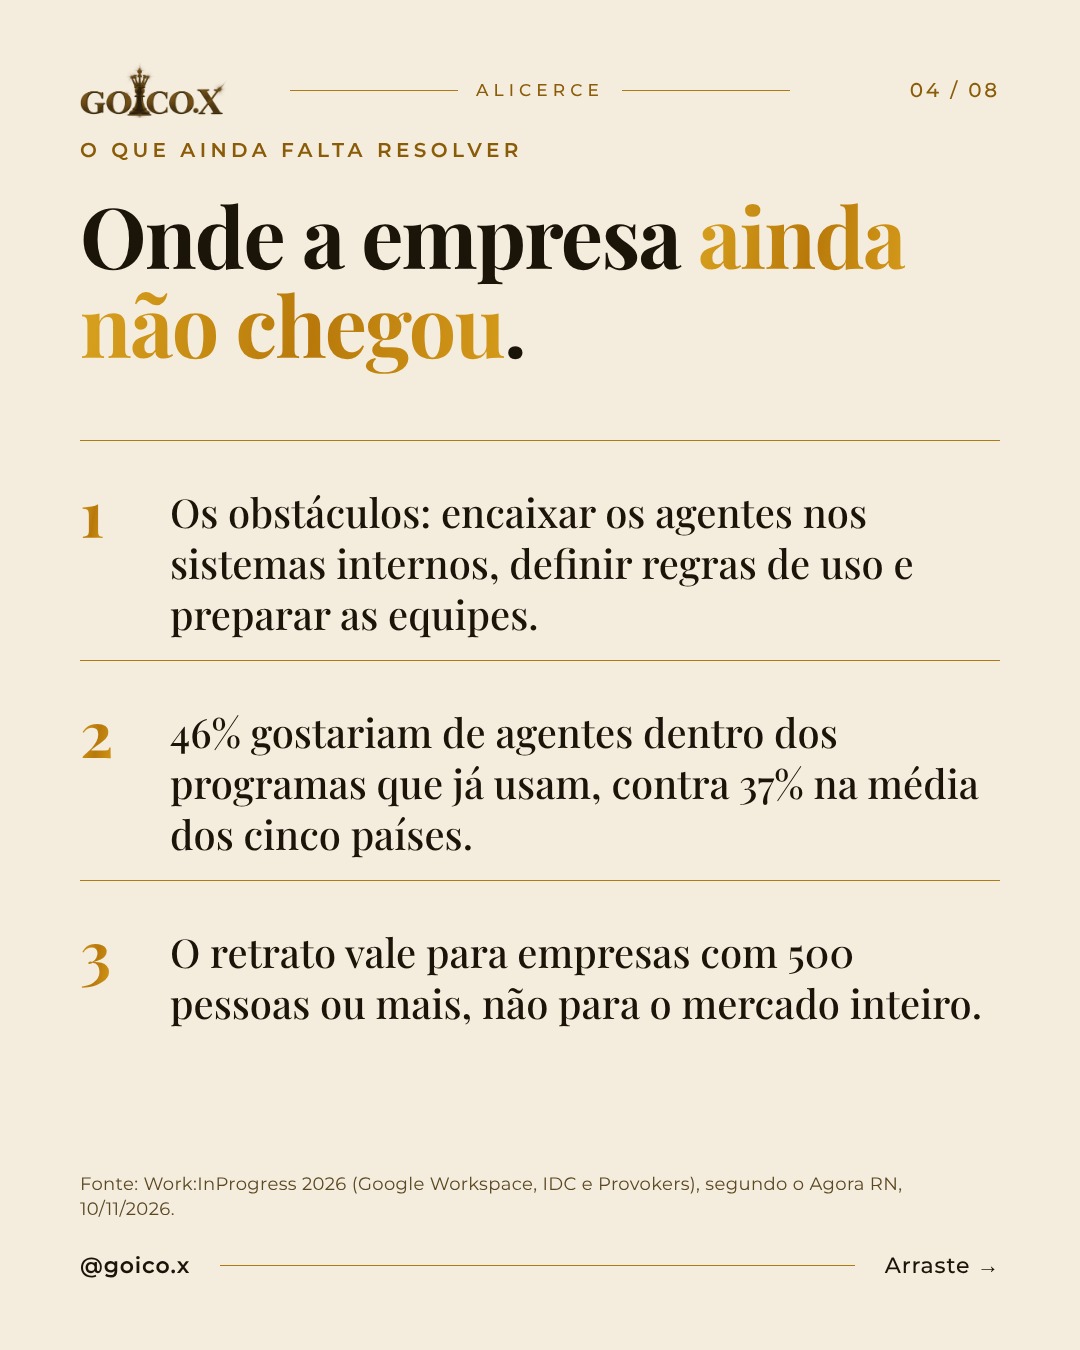 GOICO.X
ALICERCE
04 / 08
O QUE AINDA FALTA RESOLVER
Onde a empresa ainda
não chegou.
1
Os obstáculos: encaixar os agentes nos
sistemas internos, definir regras de uso e
preparar as equipes.
2
46% gostariam de agentes dentro dos
programas que já usam, contra 37% na média
dos cinco países.
3
O retrato vale para empresas com 500
pessoas ou mais, não para o mercado inteiro.
Fonte: Work:InProgress 2026 (Google Workspace, IDC e Provokers), segundo o Agora RN,
10/11/2026.
@goico.x
Arraste →